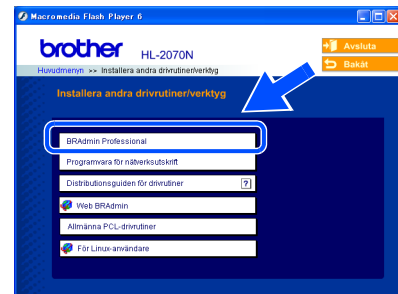 Macromedia Flash Player 6
brother HL-2070N
Avsluta
Bakåt
Huvudmenyn >> Installera andra drivrutiner/verktyg
Installera andra drivrutiner/verktyg
BRAdmin Professional
Programvara för nätverksutskrift
Distributionsguiden för drivrutiner ?
Web BRAdmin
Allmänna PCL-drivrutiner
För Linux-användare